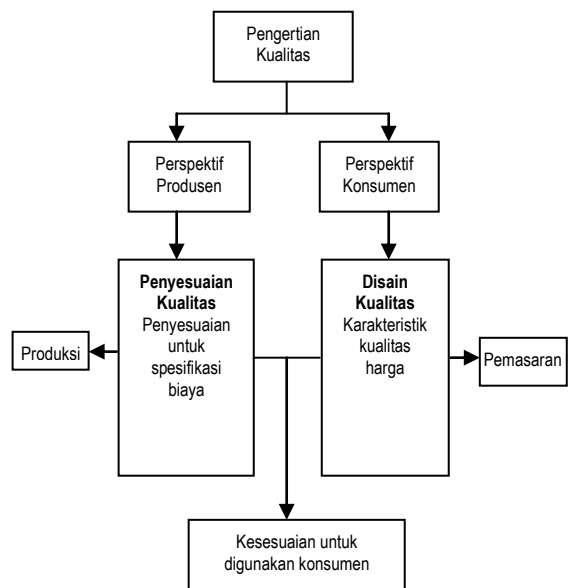 Pengertian
Kualitas
Perspektif
Produsen
Perspektif
Konsumen
Penyesuaian
Kualitas
Penyesuaian
untuk
spesifikasi
biaya
Disain
Kualitas
Karakteristik
kualitas
harga
Produksi
Pemasaran
Kesesuaian untuk
digunakan konsumen